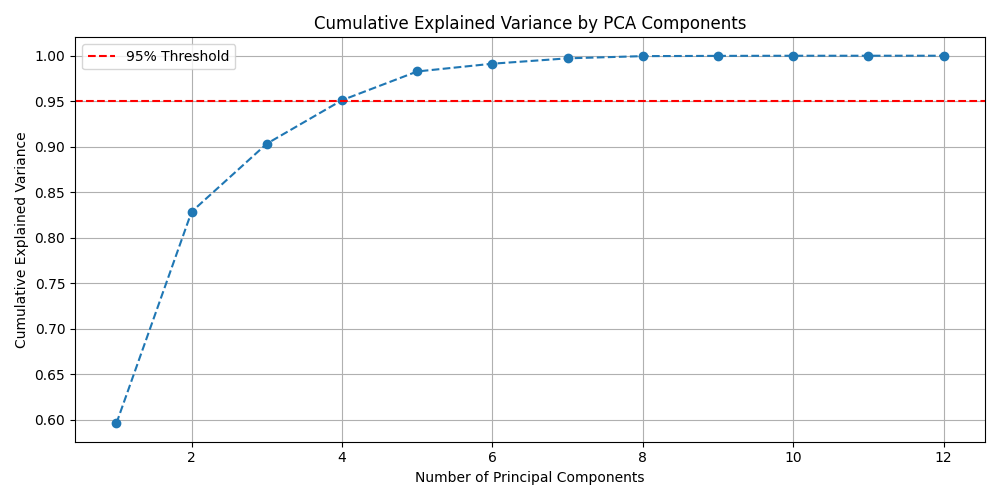 Cumulative Explained Variance by PCA Components
95% Threshold
1.00
0.95
0.90
0.85
0.80
0.75
0.70
0.65
0.60
Cumulative Explained Variance
2 4 6 8 10 12
Number of Principal Components